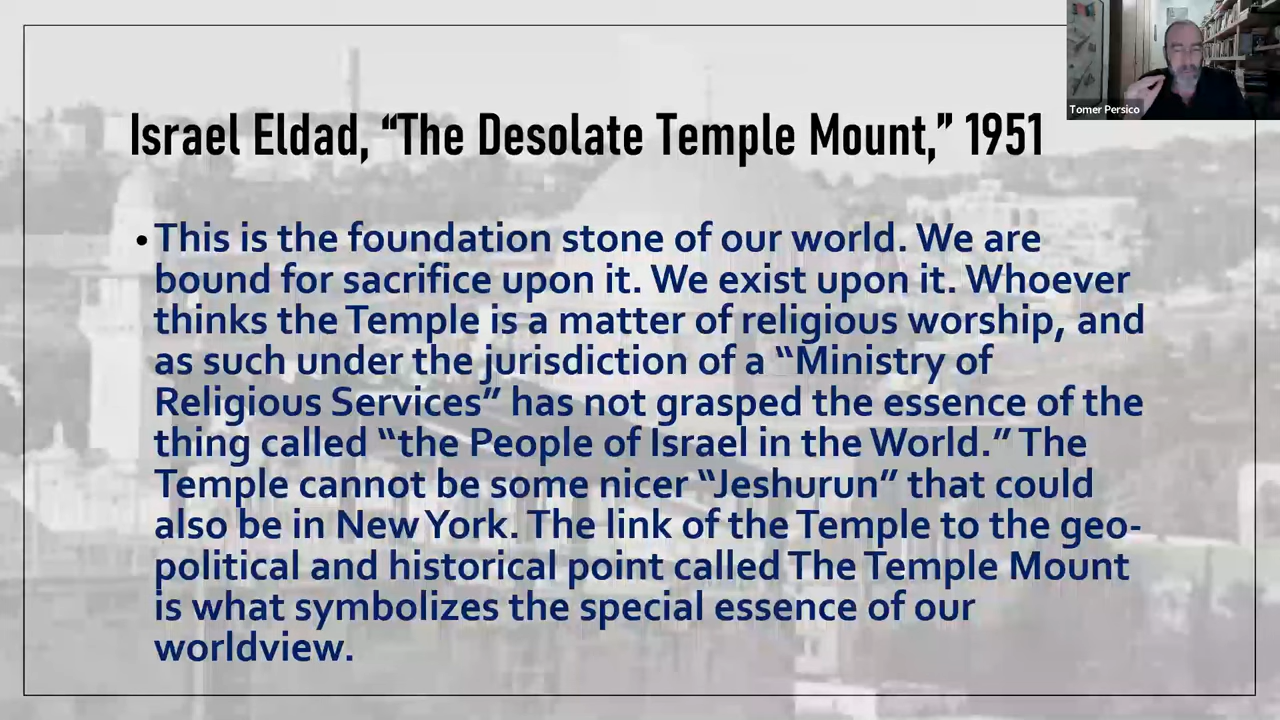 Tomer Persico
Israel Eldad, “The Desolate Temple Mount,” 1951
• This is the foundation stone of our world. We are
bound for sacrifice upon it. We exist upon it. Whoever
thinks the Temple is a matter of religious worship, and
as such under the jurisdiction of a “Ministry of
Religious Services” has not grasped the essence of the
thing called “the People of Israel in the World.” The
Temple cannot be some nicer “Jeshurun” that could
also be in New York. The link of the Temple to the geo-
political and historical point called The Temple Mount
is what symbolizes the special essence of our
worldview.